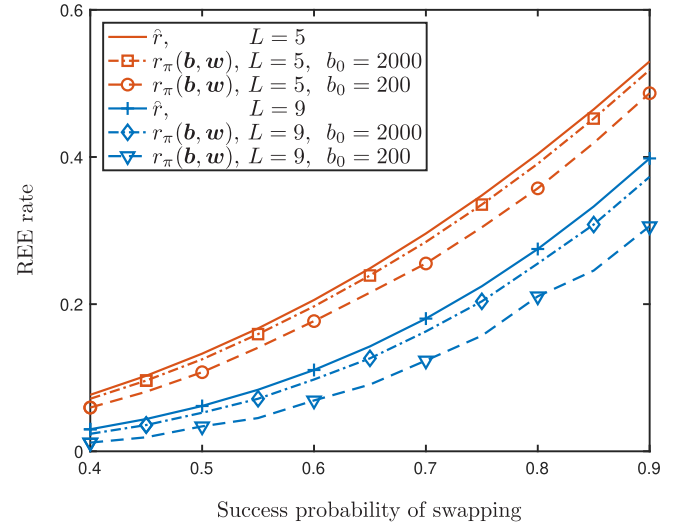 0.6
r̂, L = 5
r_π(b, w), L = 5, b_0 = 2000
r_π(b, w), L = 5, b_0 = 200
r̂, L = 9
r_π(b, w), L = 9, b_0 = 2000
r_π(b, w), L = 9, b_0 = 200
0.4
REE rate
0.2
0
0.4 0.5 0.6 0.7 0.8 0.9
Success probability of swapping